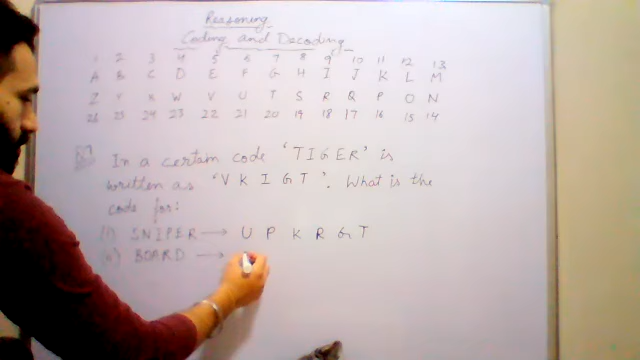 Reasoning
Coding and Decoding
1 2 3 4 5 6 7 8 9 10 11 12 13
A B C D E F G H I J K L M
Z Y X W V U T S R Q P O N
26 25 24 23 22 21 20 19 18 17 16 15 14
In a certain code 'TIGER' is
written as 'V K I G T'. What is the
code for:
(i) SNIPER → U P K R G T
(ii) BOARD →